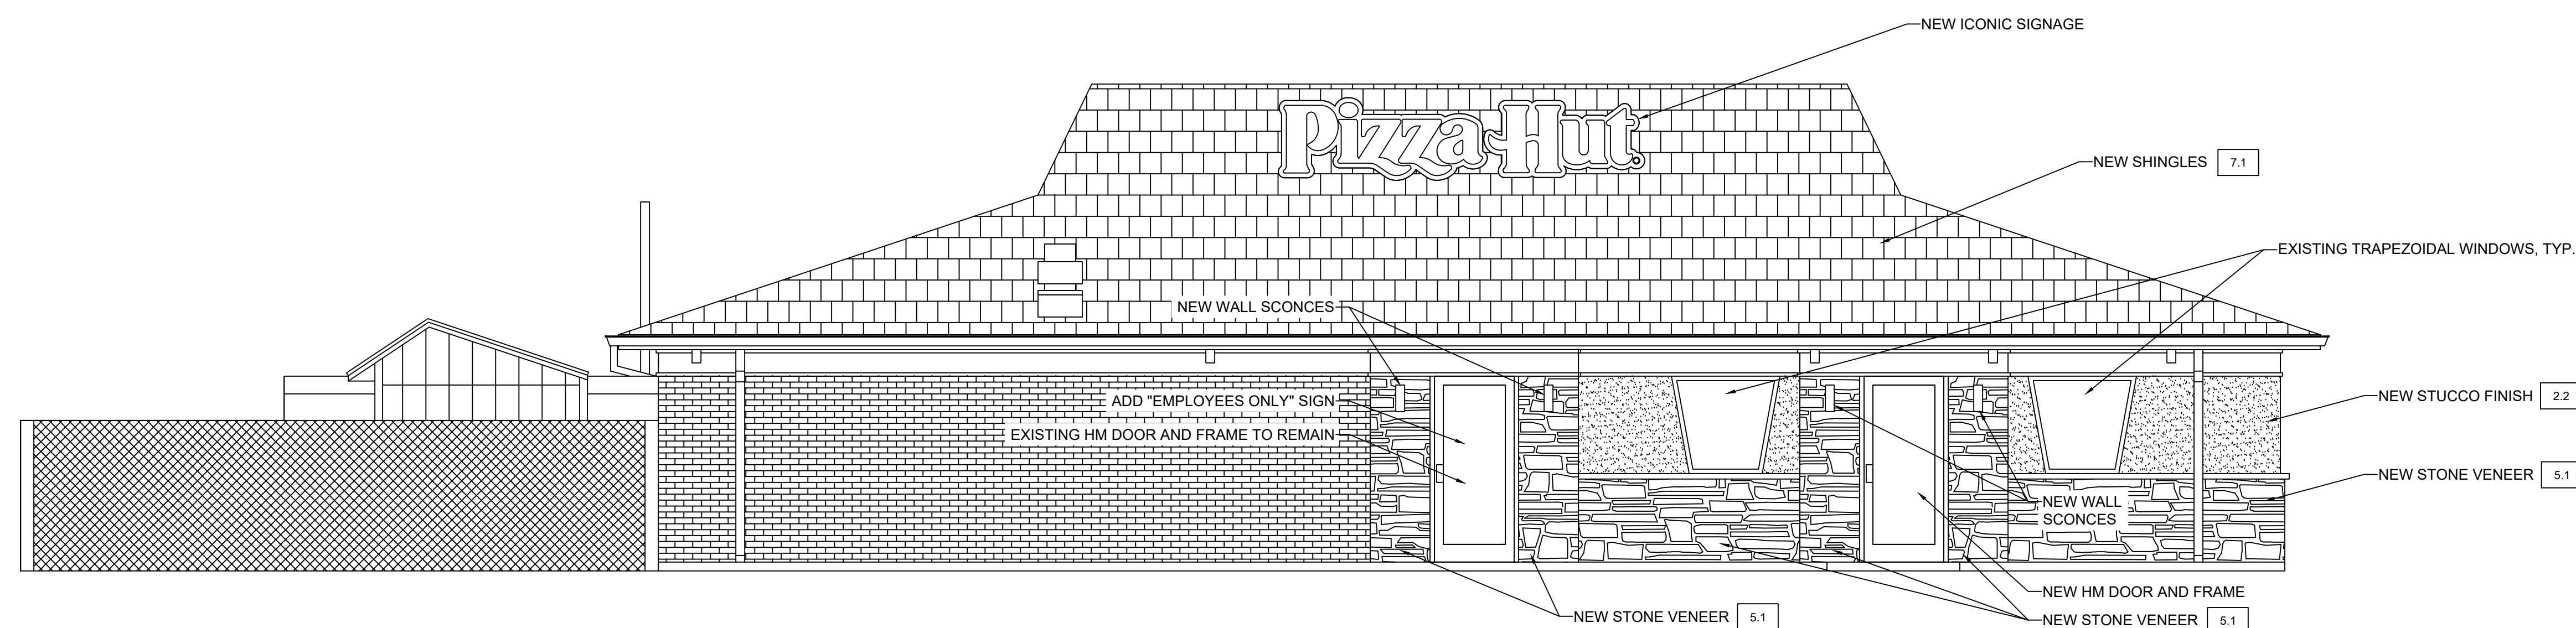 NEW ICONIC SIGNAGE
Pizza Hut
NEW SHINGLES 7.1
EXISTING TRAPEZOIDAL WINDOWS, TYP.
NEW WALL SCONCES
ADD "EMPLOYEES ONLY" SIGN
NEW STUCCO FINISH 2.2
EXISTING HM DOOR AND FRAME TO REMAIN
NEW STONE VENEER 5.1
NEW WALL
SCONCES
NEW HM DOOR AND FRAME
NEW STONE VENEER 5.1
NEW STONE VENEER 5.1